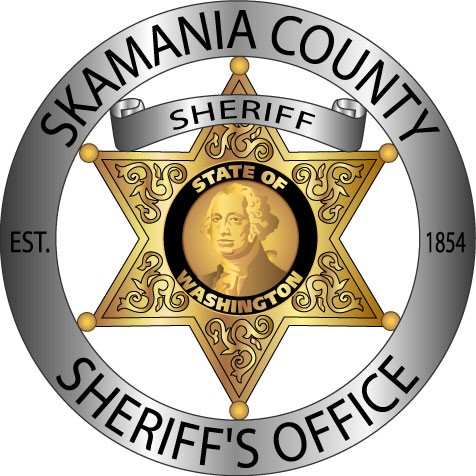 SKAMANIA COUNTY
SHERIFF
STATE OF
WASHINGTON
EST.
1854
SHERIFF'S OFFICE